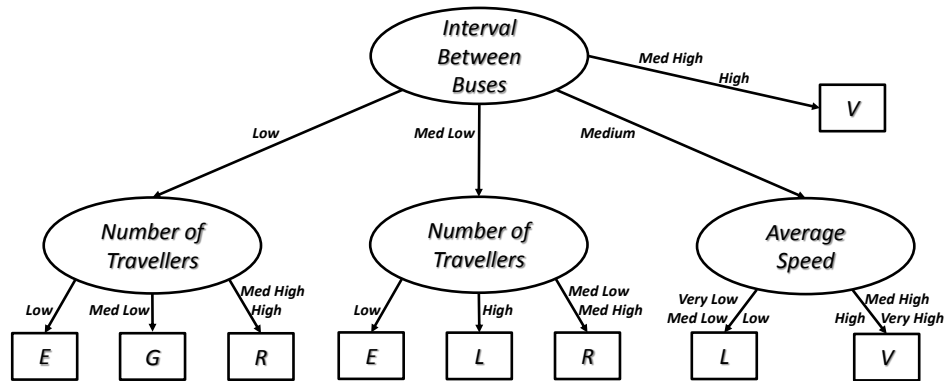 Interval
Between
Buses
Med High
High
V
Low
Med Low
Medium
Number of
Travellers
Number of
Travellers
Average
Speed
Low
Med Low
Med High
High
Low
High
Med Low
Med High
Very Low
Med Low Low
Med High
High Very High
E
G
R
E
L
R
L
V